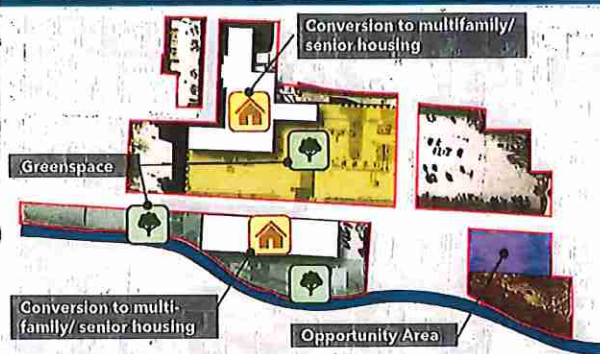 Conversion to multifamily/
senior housing
Greenspace
Conversion to multi-
family/ senior housing
Opportunity Area